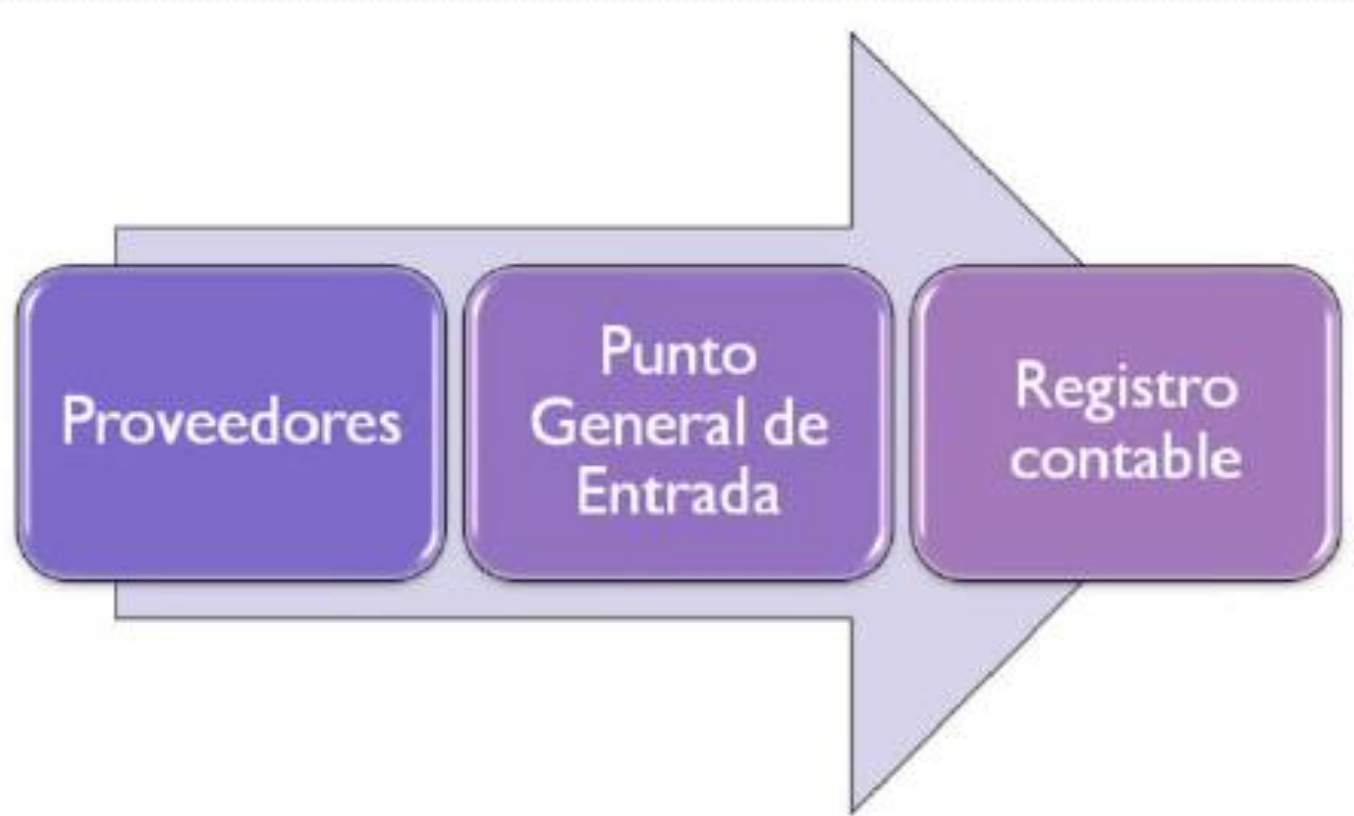 Proveedores
Punto
General de
Entrada
Registro
contable